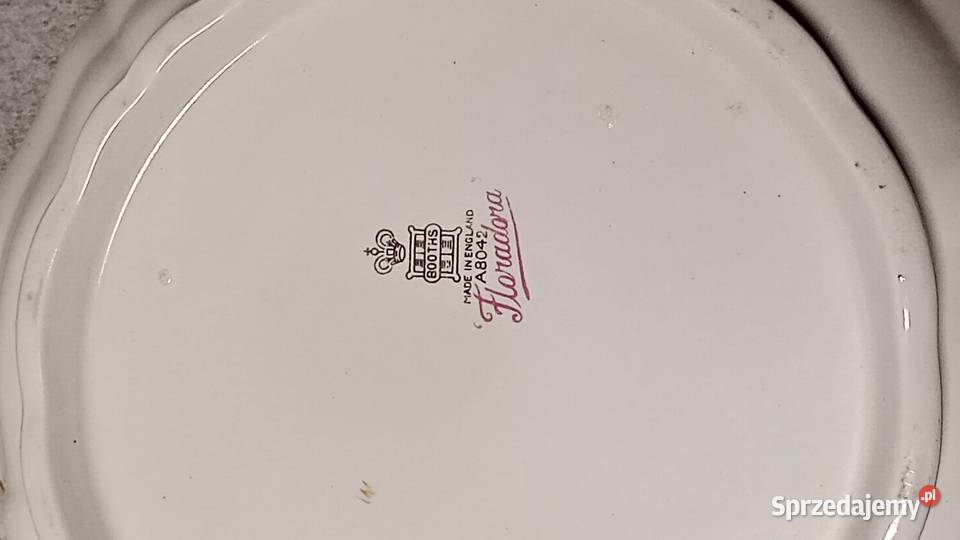 BOOTHS
MADE IN ENGLAND
A8042
"Floradora
Sprzedajemy.pl